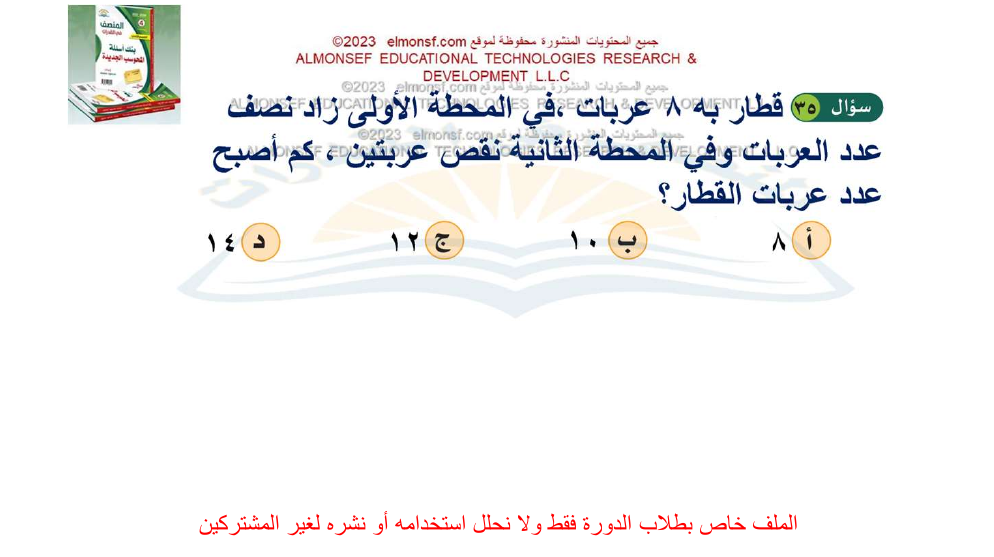 المنصف
في القدرات
بنك أسئلة
المحوسب الجديدة
جميع المحتويات المنشورة محفوظة لموقع elmonsf.com ©2023
ALMONSEF EDUCATIONAL TECHNOLOGIES RESEARCH &
DEVELOPMENT L.L.C
جميع المحتويات المنشورة محفوظة لموقع elmonsf.com ©2023
ALMONSEF EDUCATIONAL TECHNOLOGIES RESEARCH & DEVELOPMENT L.L.C
سؤال ٣٥ قطار به ٨ عربات ،في المحطة الأولى زاد نصف
جميع المحتويات المنشورة محفوظة لموقع elmonsf.com ©2023
ALMONSEF EDUCATIONAL TECHNOLOGIES RESEARCH & DEVELOPMENT L.L.C
عدد العربات وفي المحطة الثانية نقص عربتين ، كم أصبح
عدد عربات القطار؟
أ ٨ ب ١٠ ج ١٢ د ١٤
الملف خاص بطلاب الدورة فقط ولا نحلل استخدامه أو نشره لغير المشتركين